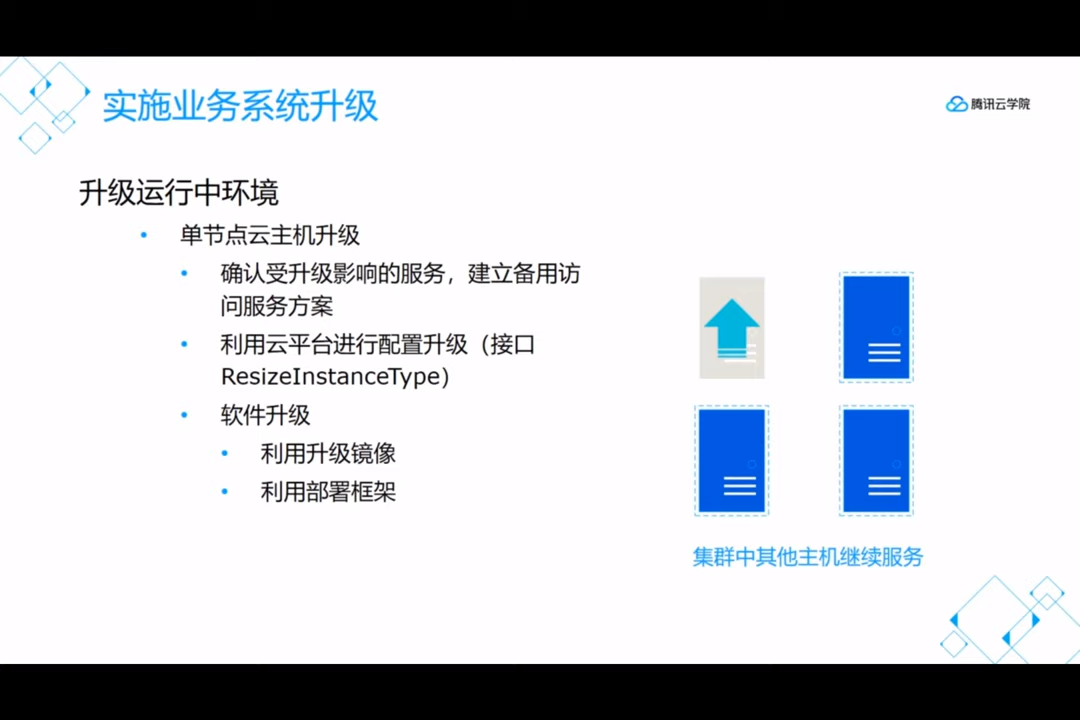 实施业务系统升级
腾讯云学院
升级运行中环境
单节点云主机升级
确认受升级影响的服务，建立备用访
问服务方案
利用云平台进行配置升级（接口
ResizeInstanceType）
软件升级
利用升级镜像
利用部署框架
集群中其他主机继续服务